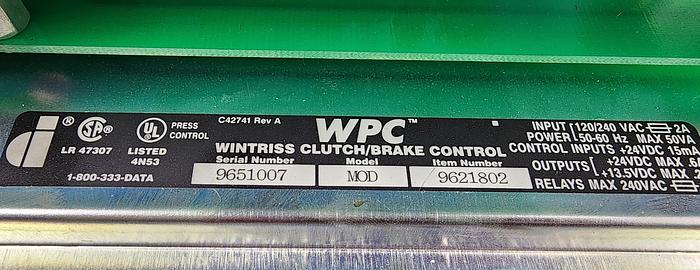 C42741 Rev A
WPC™
WINTRISS CLUTCH/BRAKE CONTROL
® SA® UL® PRESS CONTROL
LR 47307 LISTED 4N53
1-800-333-DATA
Serial Number Model Item Number
9651007 MOD 9621802
INPUT 120/240 VAC 2A
POWER 50-60 Hz MAX 50VA
CONTROL INPUTS +24VDC 15mA
OUTPUTS +24VDC MAX
+13.5VDC MAX
RELAYS MAX 240VAC